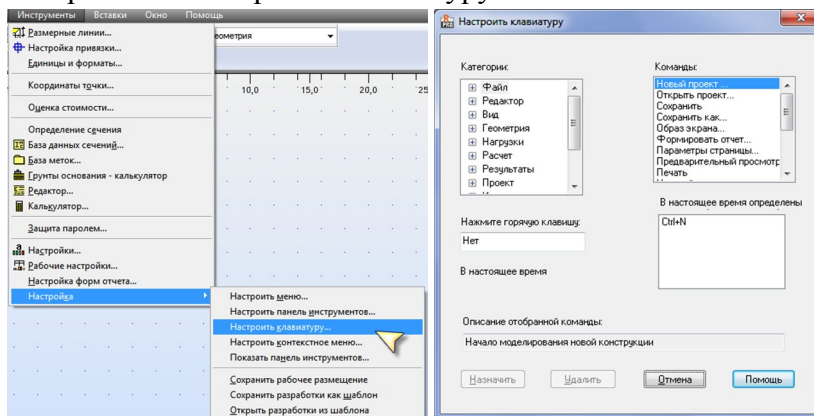 Инструменты Вставки Окно Помощь
Размерные линии...
Настройка привязки...
Единицы и форматы...
Координаты точки...
Оценка стоимости...
Определение сечения
База данных сечений...
База меток...
Грунты основания - калькулятор
Редактор...
Калькулятор...
Защита паролем...
Настройки...
Рабочие настройки...
Настройка форм отчета...
Настройка
Настроить меню...
Настроить панель инструментов...
Настроить клавиатуру...
Настроить контекстное меню...
Показать панель инструментов...
Сохранить рабочее размещение
Сохранить разработки как шаблон
Открыть разработки из шаблона
еометрия
10,0 15,0 20,0 25
Настроить клавиатуру
Категории:
Файл
Редактор
Вид
Геометрия
Нагрузки
Расчет
Результаты
Проект
Команды:
Новый проект ...
Открыть проект...
Сохранить
Сохранить как...
Образ экрана...
Формировать отчет...
Параметры страницы...
Предварительный просмотр
Печать
Нажмите горячую клавишу:
Нет
В настоящее время определены
Ctrl+N
В настоящее время
Описание отобранной команды:
Начало моделирования новой конструкции
Назначить Удалить Отмена Помощь